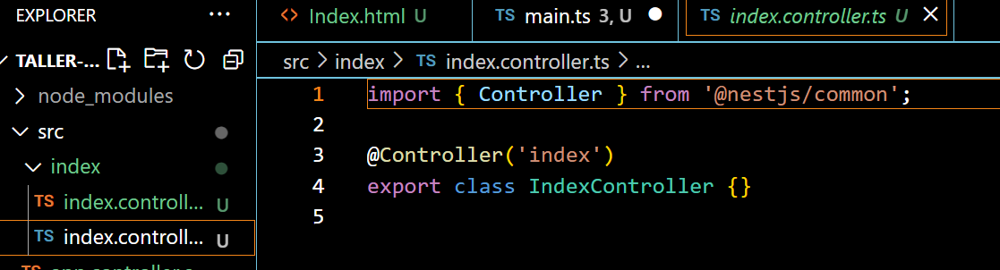 EXPLORER ...
Index.html U
main.ts 3, U
index.controller.ts U
TALLER-...
src > index > TS index.controller.ts > ...
node_modules
src
index
TS index.controll... U
TS index.controll... U
1 import { Controller } from '@nestjs/common';
2
3 @Controller('index')
4 export class IndexController {}
5